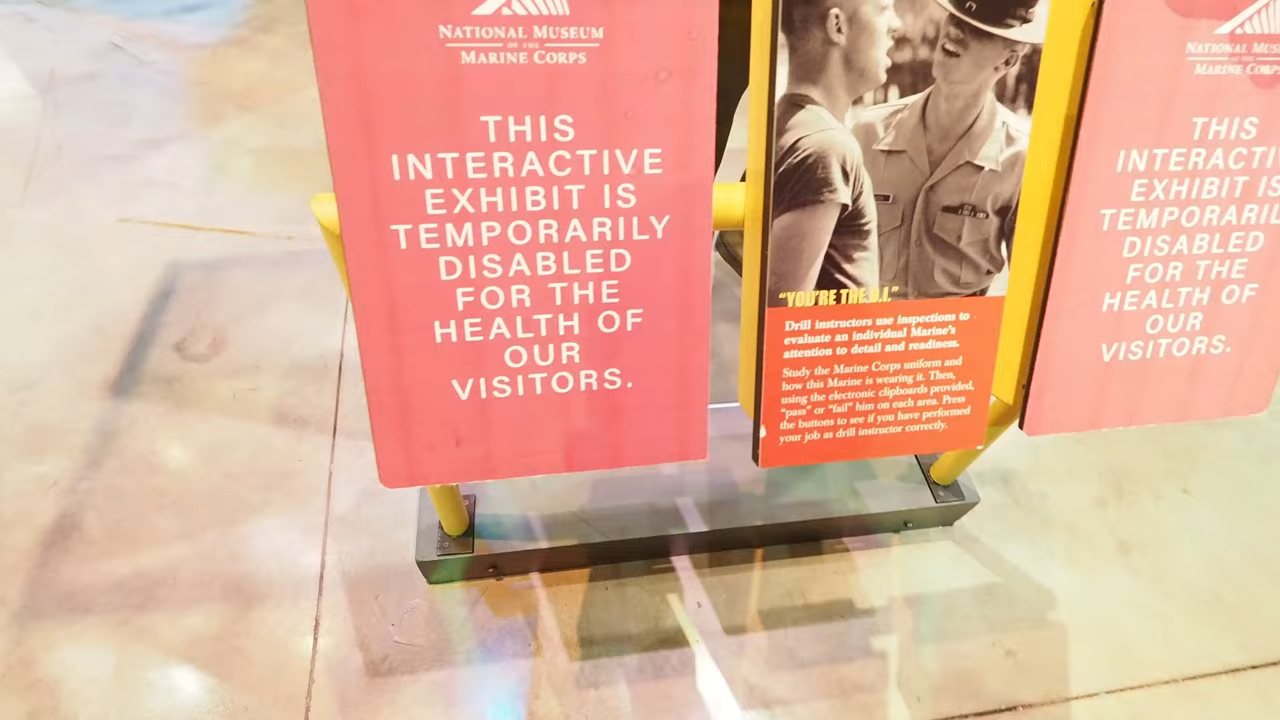 NATIONAL MUSEUM
OF THE
MARINE CORPS
THIS
INTERACTIVE
EXHIBIT IS
TEMPORARILY
DISABLED
FOR THE
HEALTH OF
OUR
VISITORS.
"YOU'RE THE D.I."
Drill instructors use inspections to
evaluate an individual Marine's
attention to detail and readiness.
Study the Marine Corps uniform and
how this Marine is wearing it. Then,
using the electronic clipboards provided,
"pass" or "fail" him on each area. Press
the buttons to see if you have performed
your job as drill instructor correctly.
NATIONAL MUSE
OF THE
MARINE CORPS
THIS
INTERACTI
EXHIBIT IS
TEMPORARIL
DISABLED
FOR THE
HEALTH OF
OUR
VISITORS.